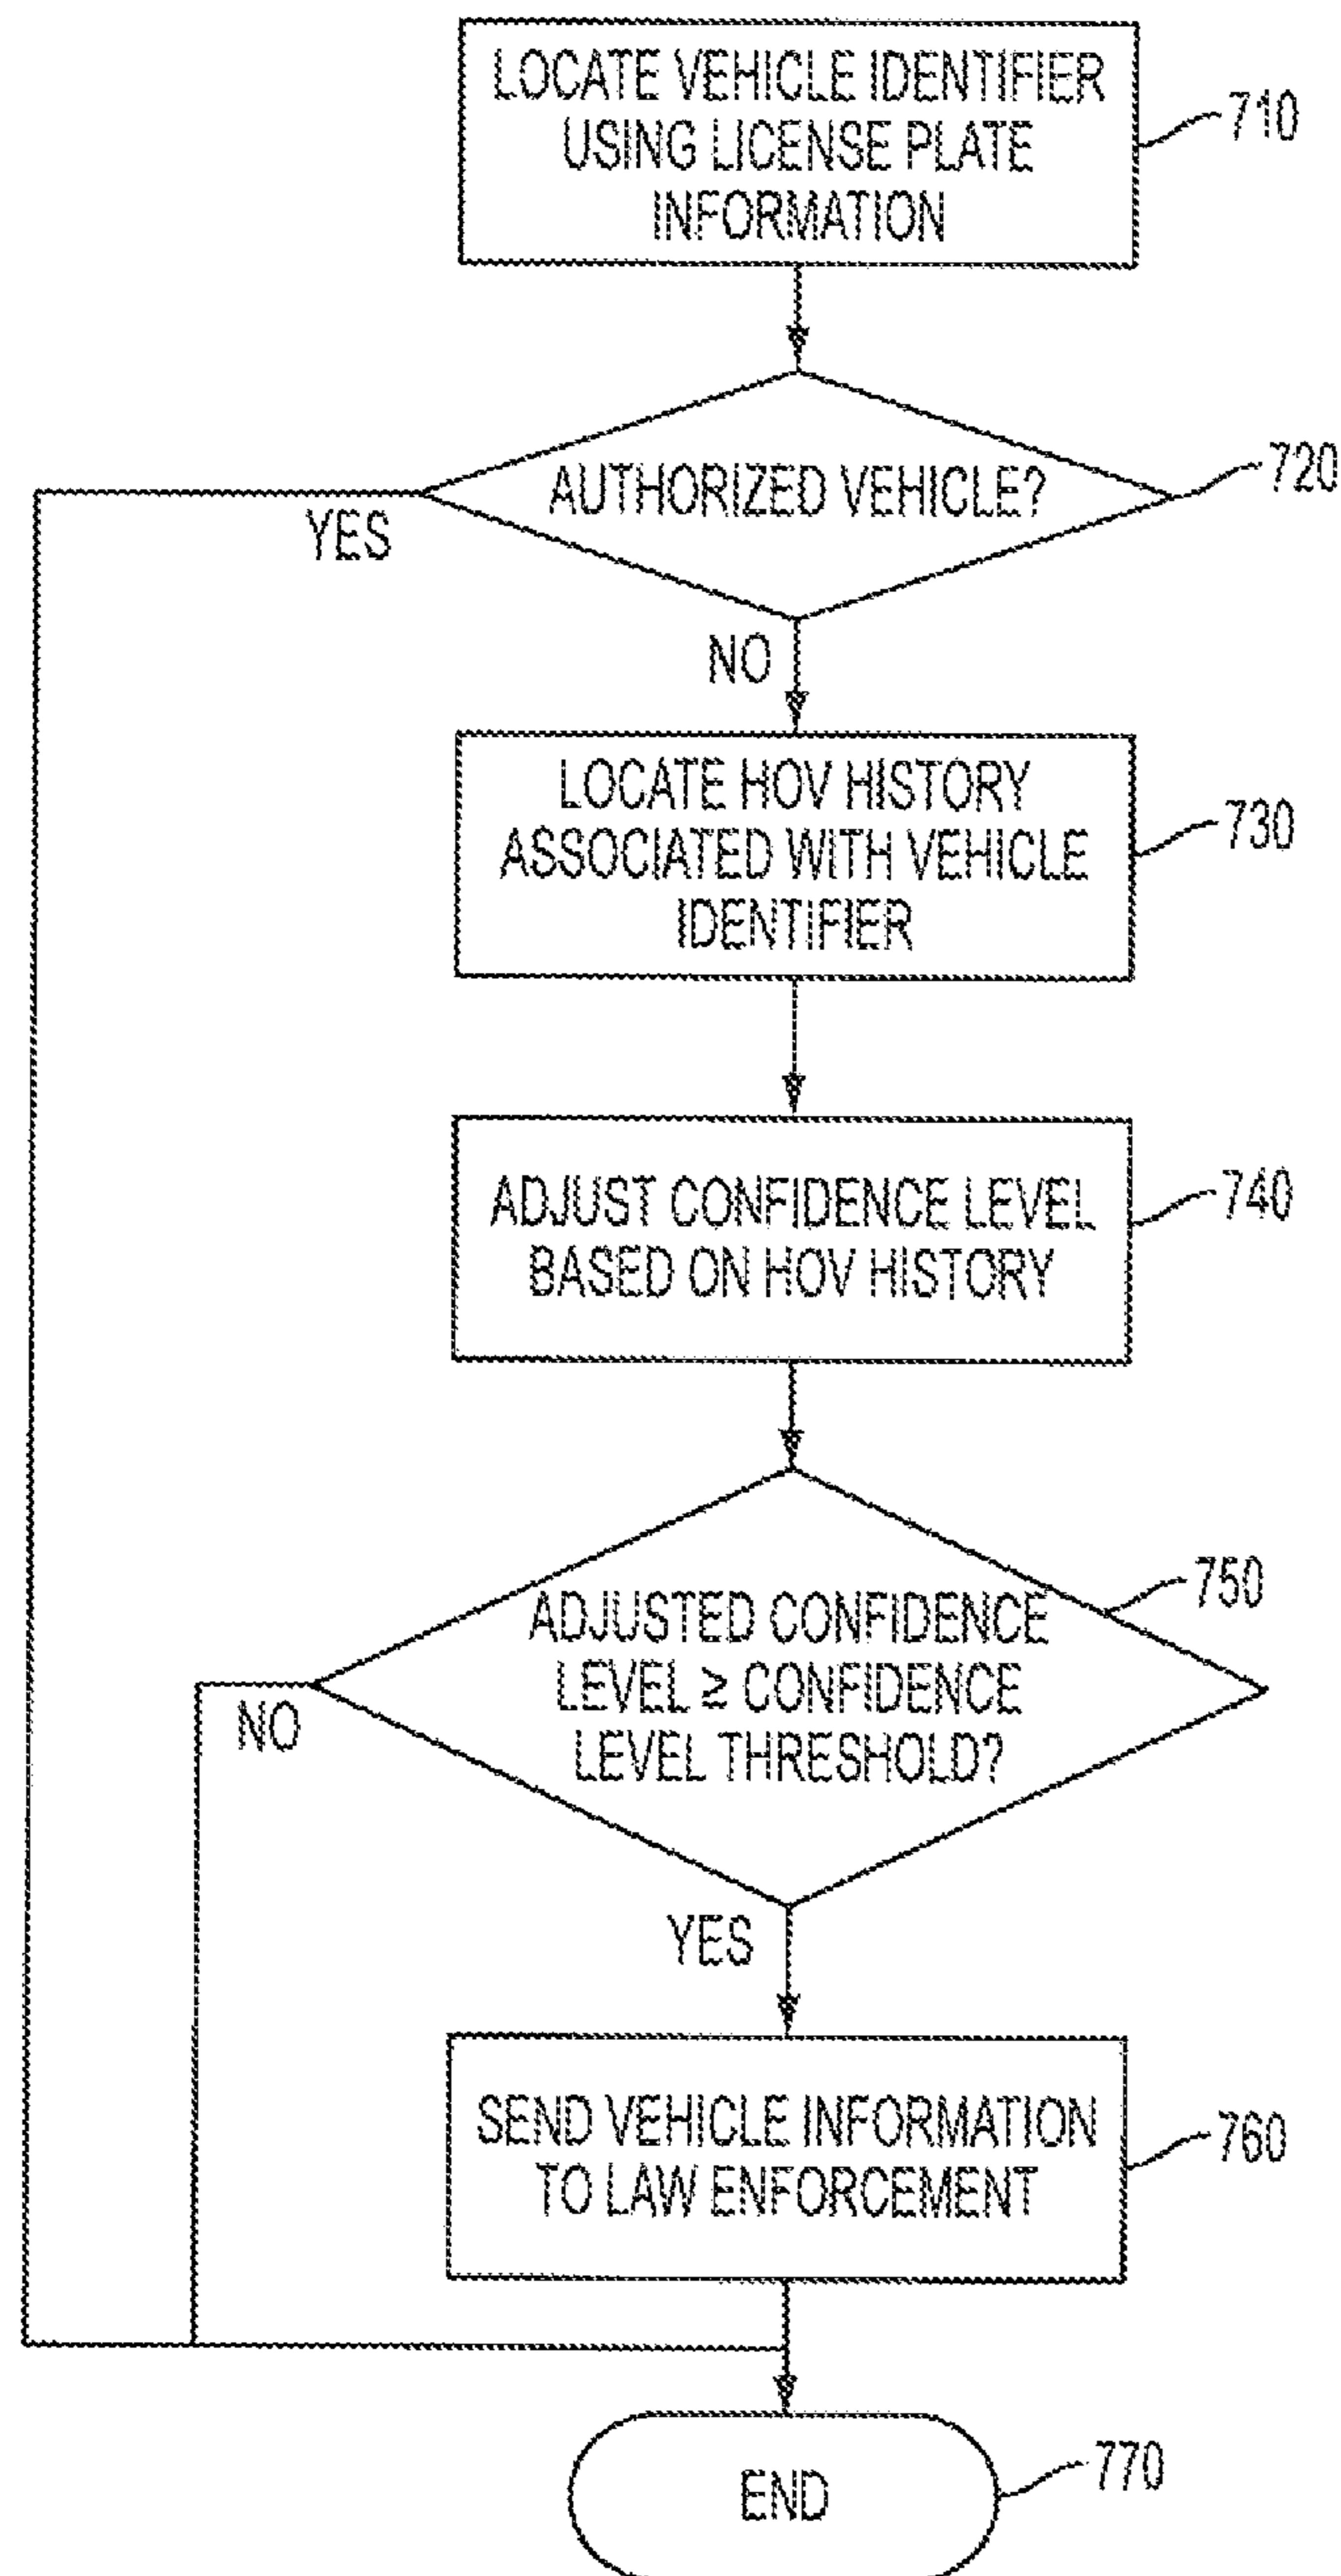 LOCATE VEHICLE IDENTIFIER
USING LICENSE PLATE
INFORMATION
710
AUTHORIZED VEHICLE?
720
YES
NO
LOCATE HOV HISTORY
ASSOCIATED WITH VEHICLE
IDENTIFIER
730
ADJUST CONFIDENCE LEVEL
BASED ON HOV HISTORY
740
ADJUSTED CONFIDENCE
LEVEL ≥ CONFIDENCE
LEVEL THRESHOLD?
750
NO
YES
SEND VEHICLE INFORMATION
TO LAW ENFORCEMENT
760
END
770